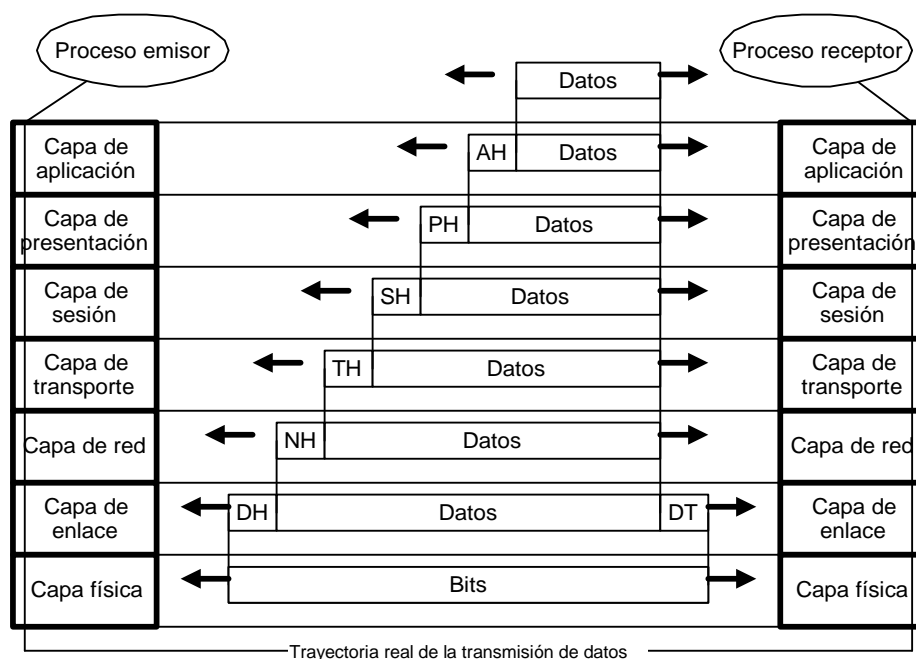 Proceso emisor
Proceso receptor
Datos
Capa de
aplicación
AH
Datos
Capa de
aplicación
Capa de
presentación
PH
Datos
Capa de
presentación
Capa de
sesión
SH
Datos
Capa de
sesión
Capa de
transporte
TH
Datos
Capa de
transporte
Capa de red
NH
Datos
Capa de red
Capa de
enlace
DH
Datos
DT
Capa de
enlace
Capa física
Bits
Capa física
Trayectoria real de la transmisión de datos